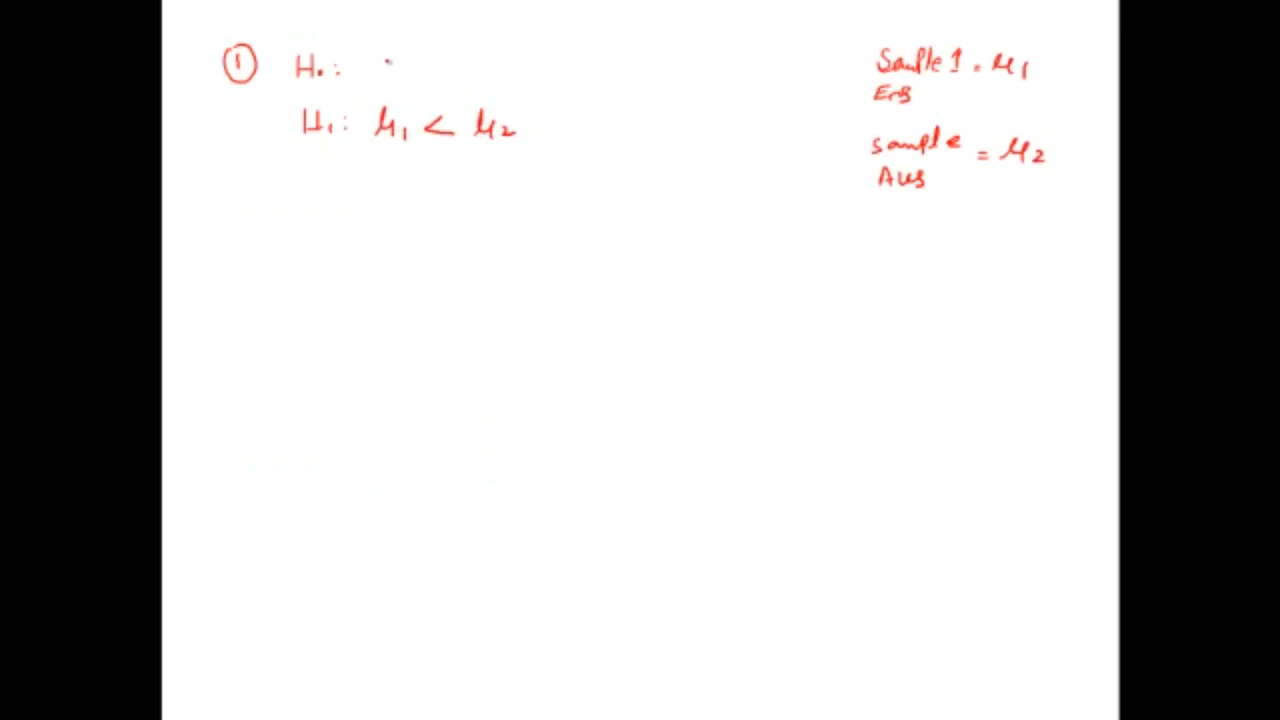 ① H₀:
H₁: μ₁ < μ₂
Sample 1 = μ₁
Eng
Sample = μ₂
Aus